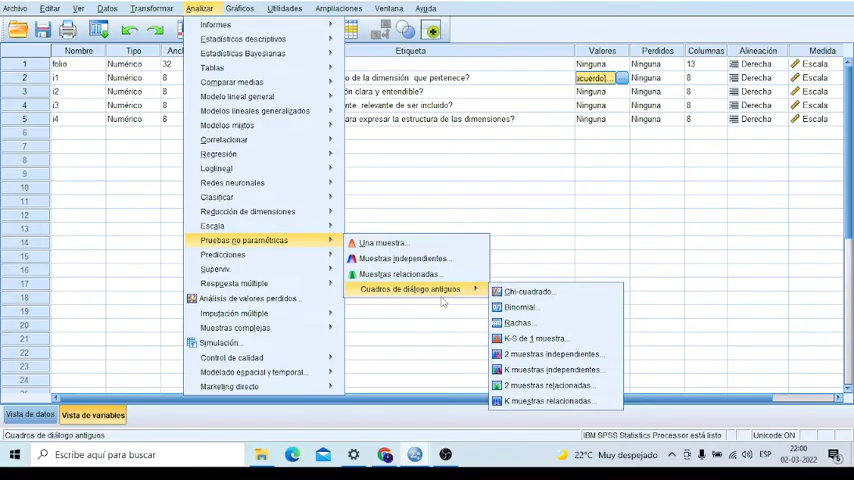 Archivo Editar Ver Datos Transformar Analizar Gráficos Utilidades Ampliaciones Ventana Ayuda
Nombre Tipo Etiqueta Valores Perdidos Columnas Alineación Medida
1 folio Numérico 32 Ninguna Ninguna 13 Derecha Escala
2 i1 Numérico 8 o de la dimensión que pertenece? acuerdo}... Ninguna 8 Derecha Escala
3 i2 Numérico 8 ión clara y entendible? Ninguna Ninguna 8 Derecha Escala
4 i3 Numérico 8 nte relevante de ser incluido? Ninguna Ninguna 8 Derecha Escala
5 i4 Numérico 8 ara expresar la estructura de las dimensiones? Ninguna Ninguna 8 Derecha Escala
6
7
8
9
10
11
12
13
14
15
16
17
18
19
20
21
22
23
24
Informes
Estadísticos descriptivos
Estadísticas Bayesianas
Tablas
Comparar medias
Modelo lineal general
Modelos lineales generalizados
Modelos mixtos
Correlacionar
Regresión
Loglineal
Redes neuronales
Clasificar
Reducción de dimensiones
Escala
Pruebas no paramétricas
Predicciones
Superviv.
Respuesta múltiple
Análisis de valores perdidos...
Imputación múltiple
Muestras complejas
Simulación...
Control de calidad
Modelado espacial y temporal...
Marketing directo
Una muestra...
Muestras independientes...
Muestras relacionadas...
Cuadros de diálogo antiguos
Chi-cuadrado...
Binomial...
Rachas...
K-S de 1 muestra...
2 muestras independientes...
K muestras independientes...
2 muestras relacionadas...
K muestras relacionadas...
Vista de datos Vista de variables
Cuadros de diálogo antiguos IBM SPSS Statistics Processor está listo Unicode:ON
Escribe aquí para buscar 22°C Muy despejado ESP 22:00
02-03-2022
5